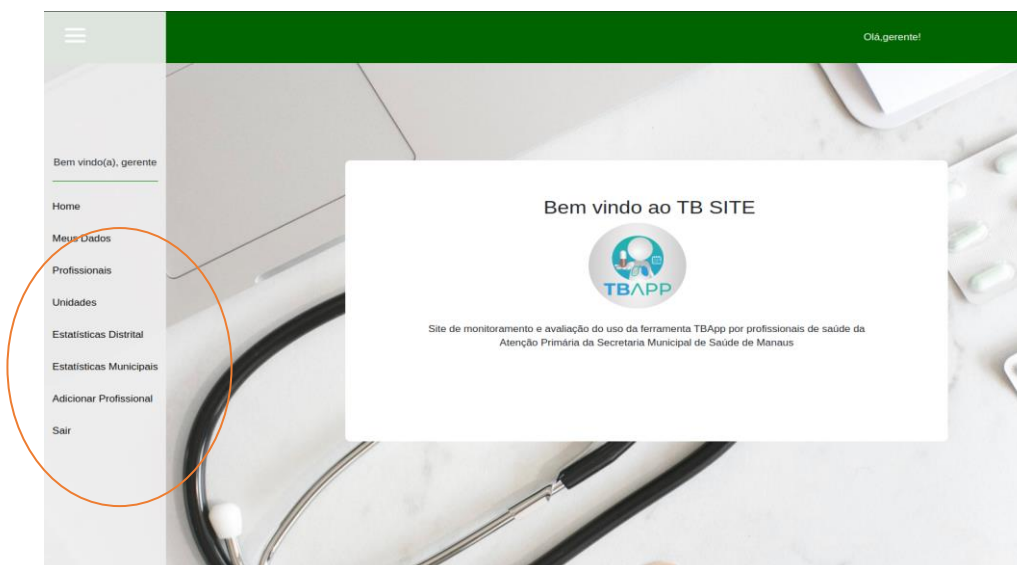 Olá,gerente!
Bem vindo(a), gerente
Home
Meus Dados
Profissionais
Unidades
Estatísticas Distrital
Estatísticas Municipais
Adicionar Profissional
Sair
Bem vindo ao TB SITE
TBAPP
Site de monitoramento e avaliação do uso da ferramenta TBApp por profissionais de saúde da
Atenção Primária da Secretaria Municipal de Saúde de Manaus